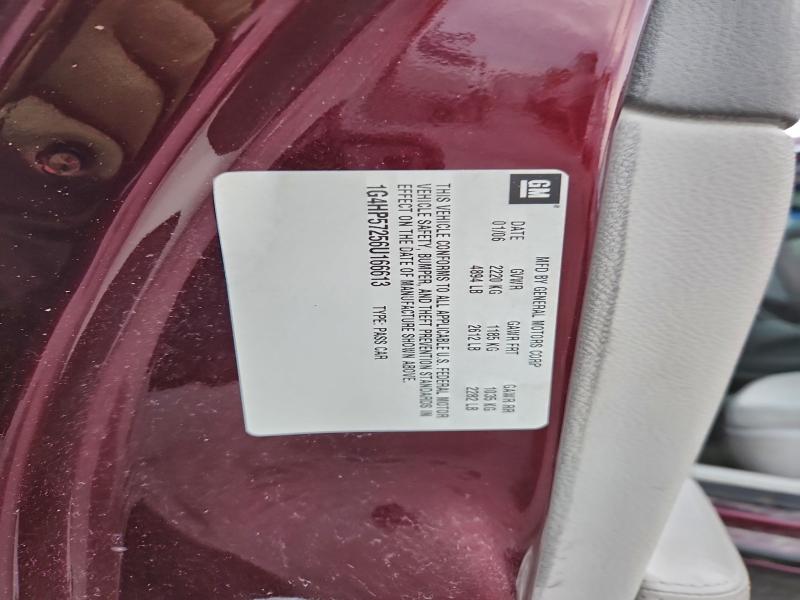 GM
MFD BY GENERAL MOTORS CORP
DATE GVWR GAWR FRT GAWR RR
01/06 2220 KG 1185 KG 1035 KG
4894 LB 2612 LB 2282 LB
THIS VEHICLE CONFORMS TO ALL APPLICABLE U.S. FEDERAL MOTOR
VEHICLE SAFETY, BUMPER, AND THEFT PREVENTION STANDARDS IN
EFFECT ON THE DATE OF MANUFACTURE SHOWN ABOVE.
1G4HP57256U166613 TYPE: PASS CAR